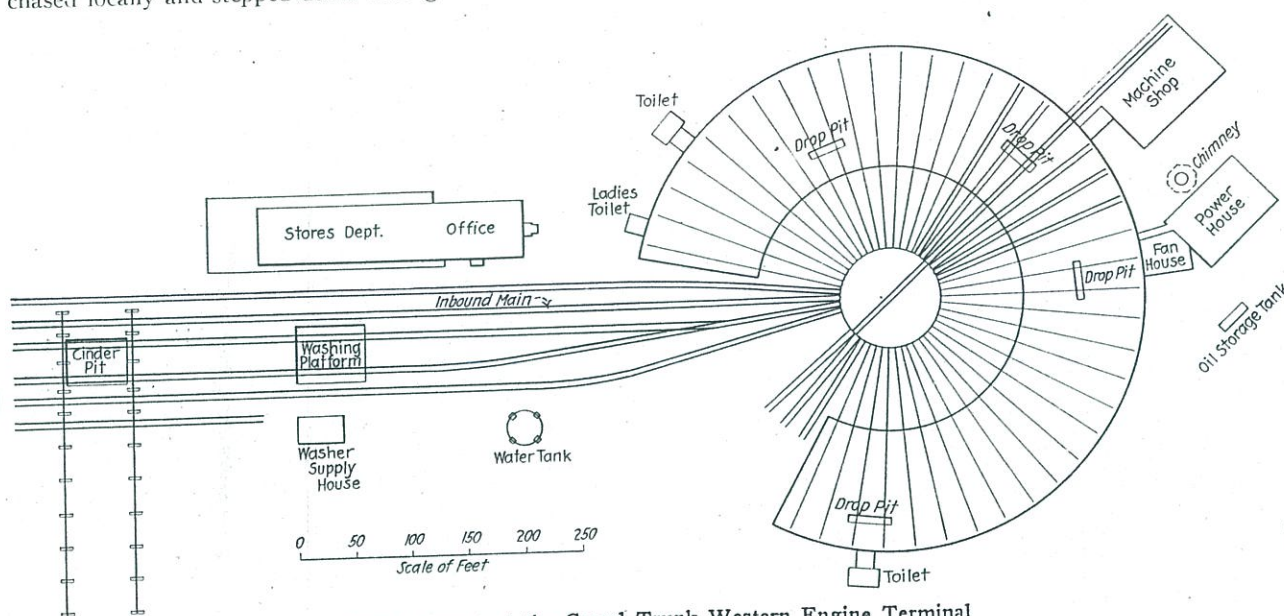 chased locally and stepped
Toilet
Drop Pit
Drop Pit
Machine
Shop
Chimney
Ladies
Toilet
Stores Dept.
Office
Power
House
Fan
House
Drop Pit
Inbound Main
Oil Storage Tank
Cinder
Pit
Washing
Platform
Washer
Supply
House
Water Tank
Drop Pit
0 50 100 150 200 250
Scale of Feet
Toilet
Grand Trunk Western Engine Terminal